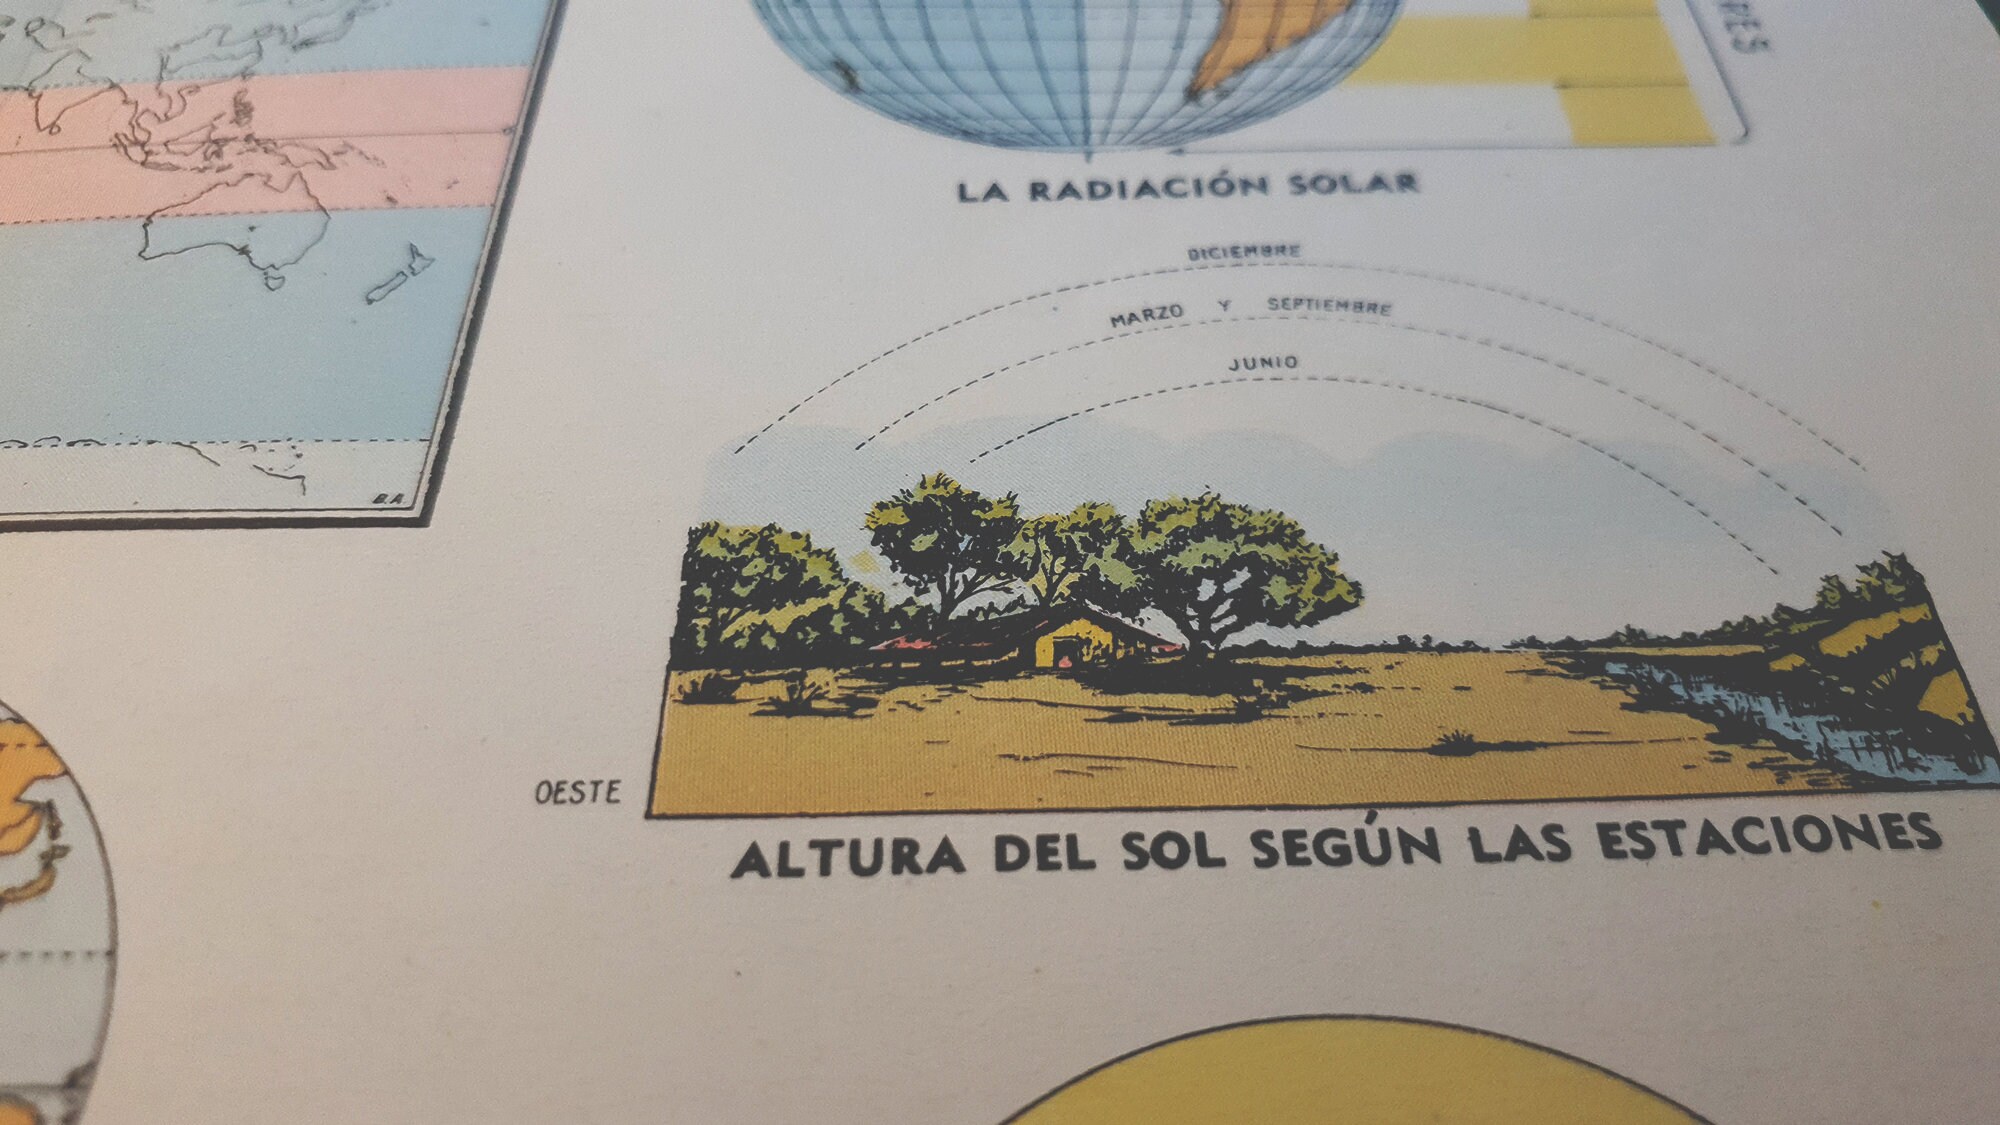 LA RADIACIÓN SOLAR
DICIEMBRE
MARZO Y SEPTIEMBRE
JUNIO
B.A.
OESTE
ALTURA DEL SOL SEGÚN LAS ESTACIONES